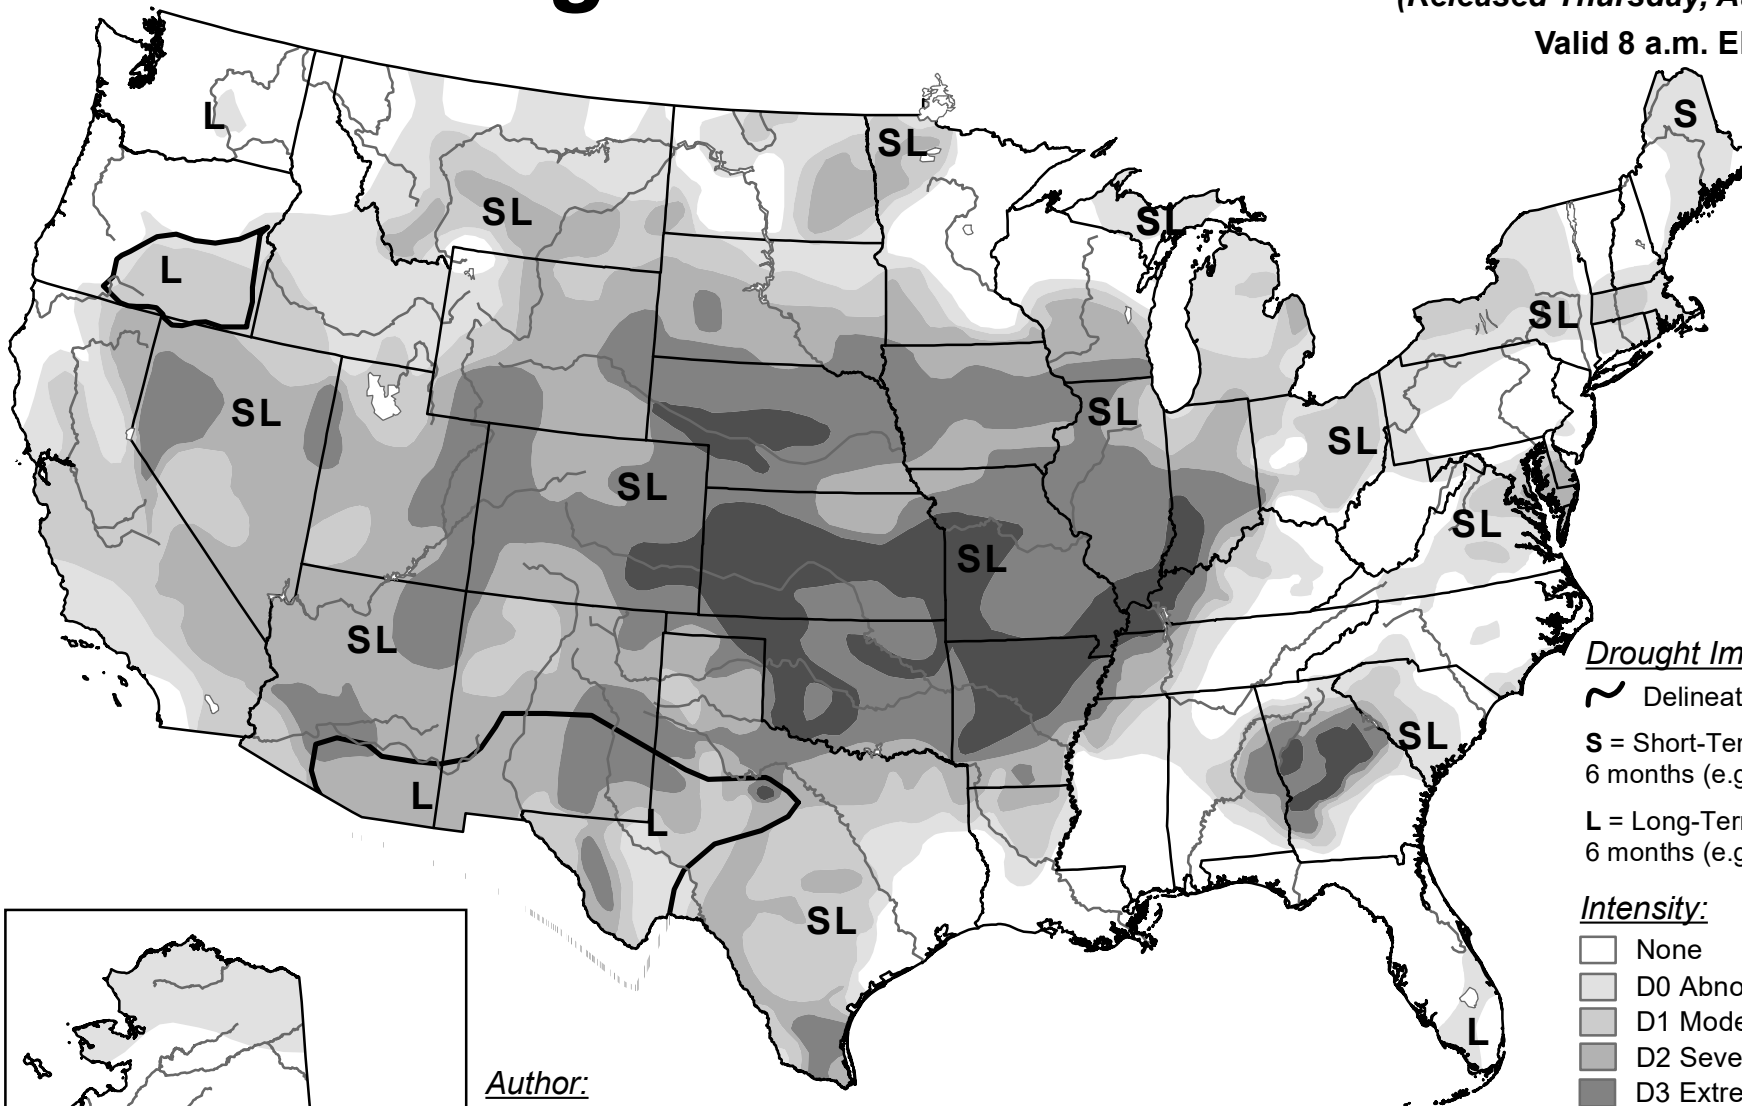 (Released Thursday,
Valid 8 a.m.
L
S
SL
SL
SL
L
SL
SL
SL
SL
SL
SL
SL
SL
SL
SL
L
L
SL
L
Drought
Delineat
S = Short-Ter
6 months (e.g
L = Long-Terr
6 months (e.g
Intensity:
None
D0 Abno
D1 Mode
D2 Seve
D3 Extre
Author: